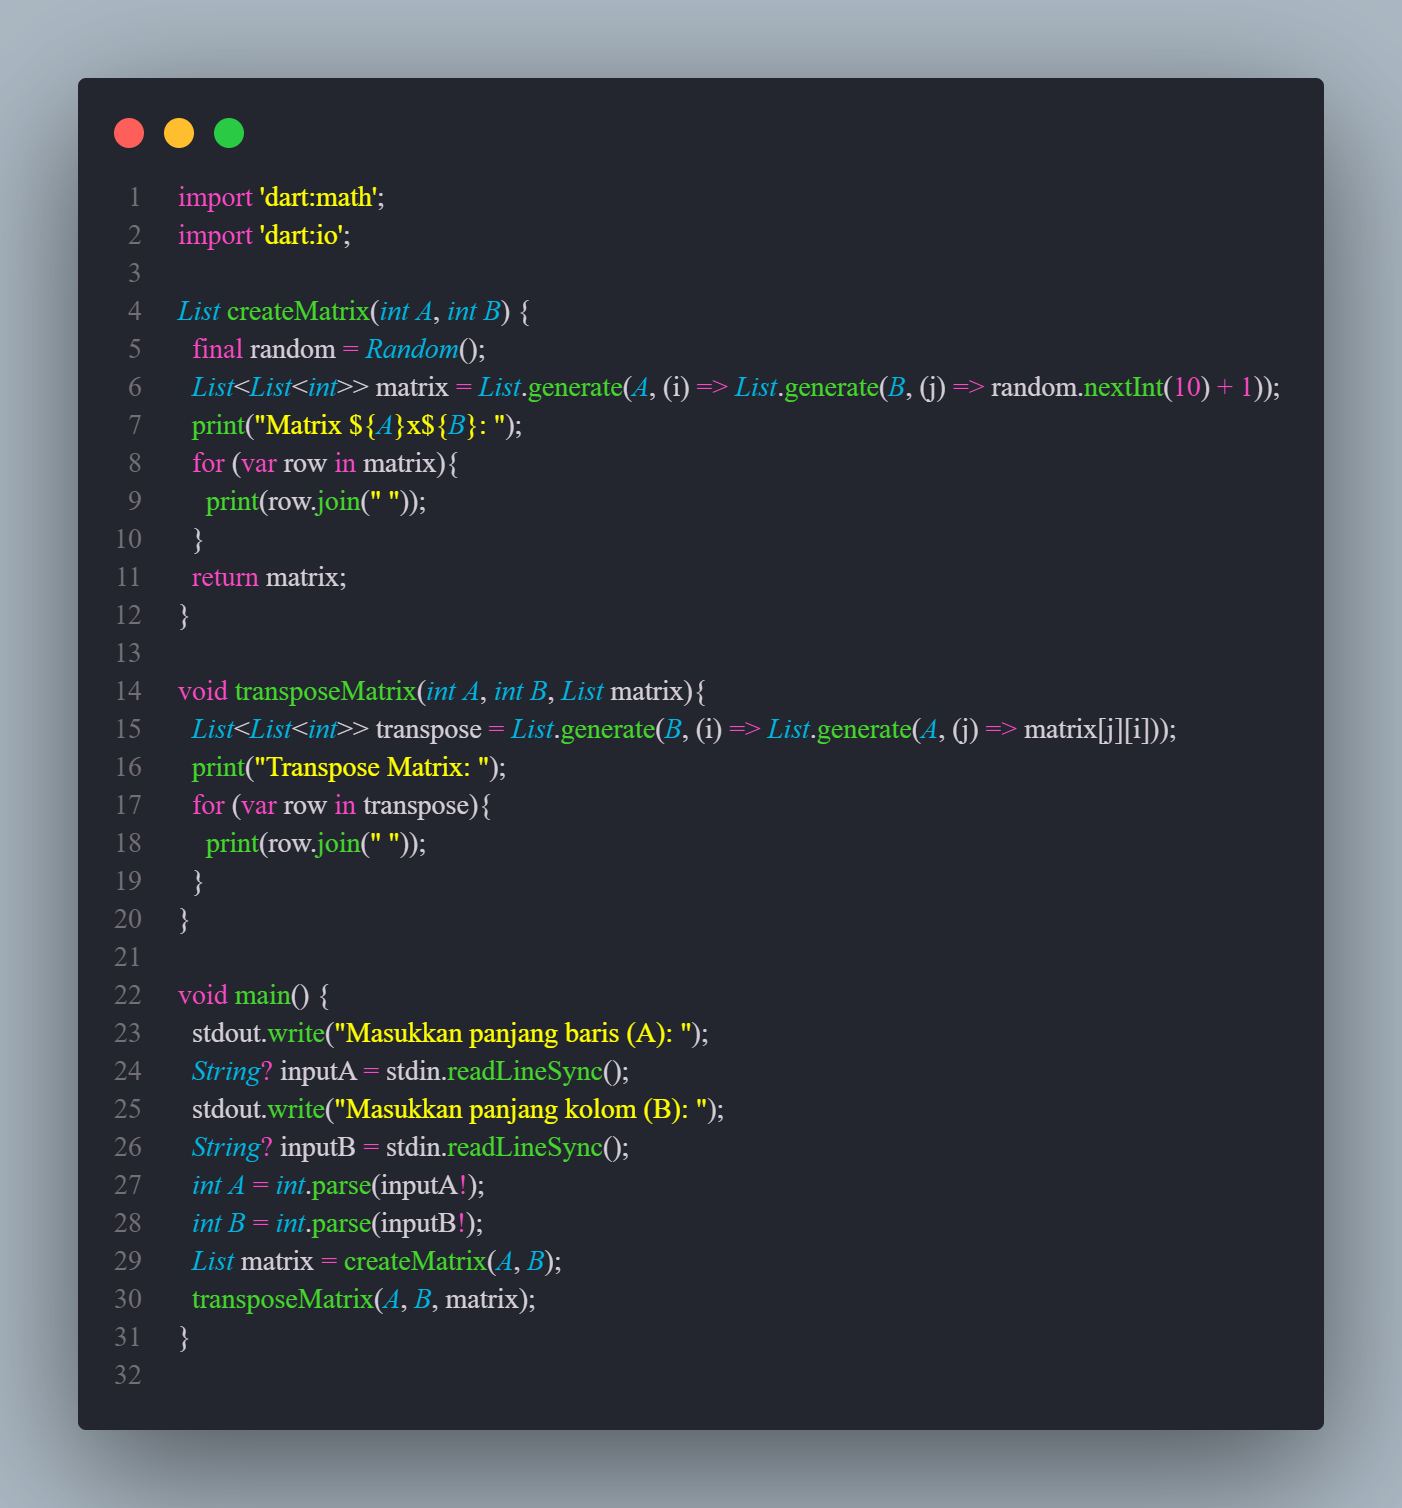 1 import 'dart:math';
2 import 'dart:io';
3
4 List createMatrix(int A, int B) {
5   final random = Random();
6   List<List<int>> matrix = List.generate(A, (i) => List.generate(B, (j) => random.nextInt(10) + 1));
7   print("Matrix ${A}x${B}: ");
8   for (var row in matrix){
9     print(row.join(" "));
10   }
11   return matrix;
12 }
13
14 void transposeMatrix(int A, int B, List matrix){
15   List<List<int>> transpose = List.generate(B, (i) => List.generate(A, (j) => matrix[j][i]));
16   print("Transpose Matrix: ");
17   for (var row in transpose){
18     print(row.join(" "));
19   }
20 }
21
22 void main() {
23   stdout.write("Masukkan panjang baris (A): ");
24   String? inputA = stdin.readLineSync();
25   stdout.write("Masukkan panjang kolom (B): ");
26   String? inputB = stdin.readLineSync();
27   int A = int.parse(inputA!);
28   int B = int.parse(inputB!);
29   List matrix = createMatrix(A, B);
30   transposeMatrix(A, B, matrix);
31 }
32